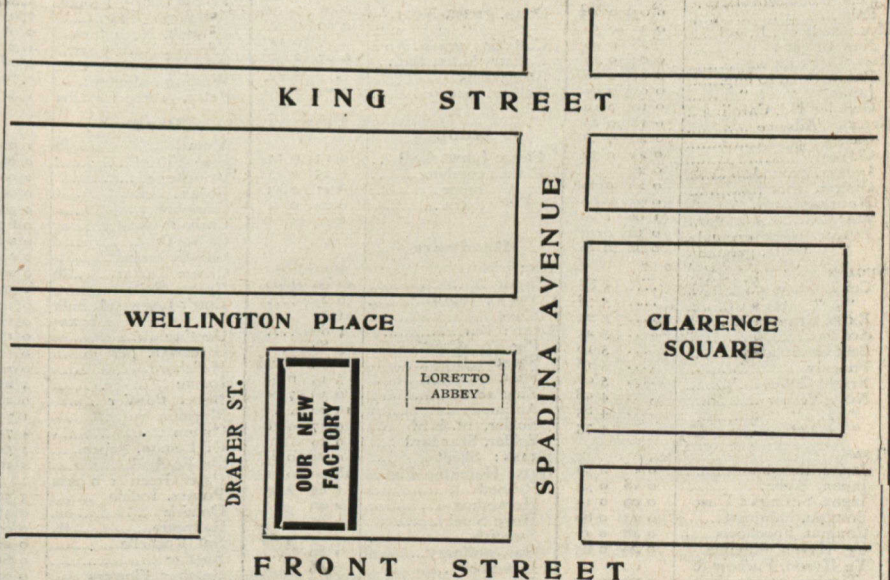 KING STREET
SPADINA AVENUE
WELLINGTON PLACE
CLARENCE
SQUARE
LORETTO
ABBEY
DRAPER ST.
OUR NEW
FACTORY
FRONT STREET